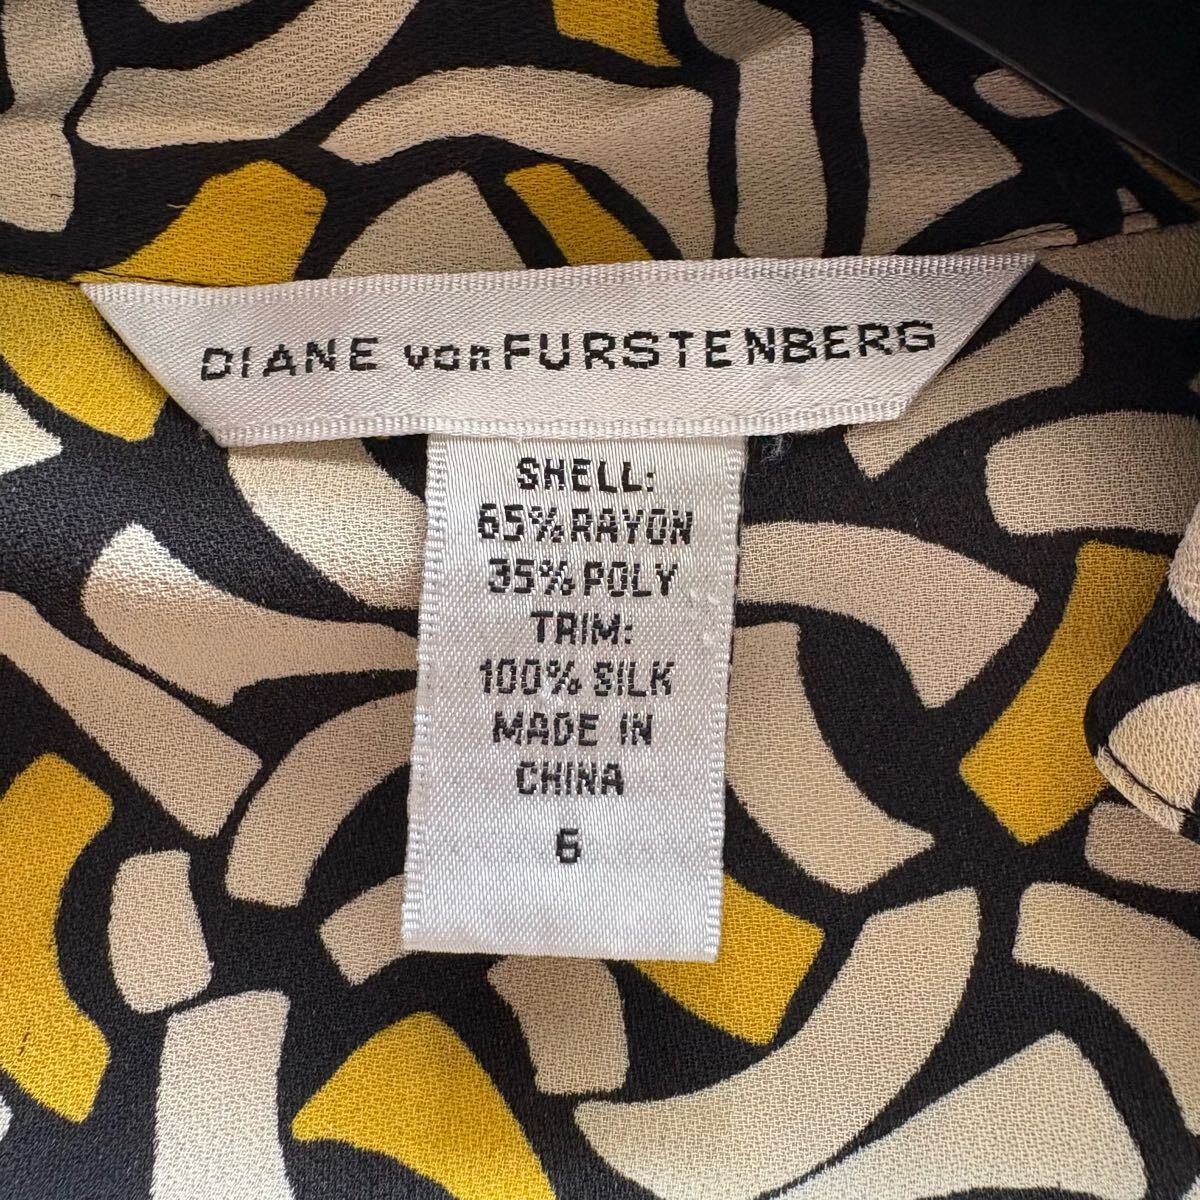 DIANE von FURSTENBERG
SHELL:
65% RAYON
35% POLY
TRIM:
100% SILK
MADE IN
CHINA
6